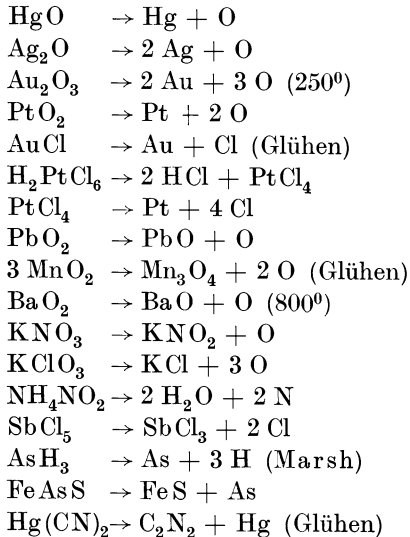 HgO → Hg + O
Ag₂O → 2 Ag + O
Au₂O₃ → 2 Au + 3 O (250⁰)
PtO₂ → Pt + 2 O
AuCl → Au + Cl (Glühen)
H₂PtCl₆ → 2 HCl + PtCl₄
PtCl₄ → Pt + 4 Cl
PbO₂ → PbO + O
3 MnO₂ → Mn₃O₄ + 2 O (Glühen)
BaO₂ → BaO + O (800⁰)
KNO₃ → KNO₂ + O
KClO₃ → KCl + 3 O
NH₄NO₂ → 2 H₂O + 2 N
SbCl₅ → SbCl₃ + 2 Cl
AsH₃ → As + 3 H (Marsh)
FeAsS → FeS + As
Hg(CN)₂ → C₂N₂ + Hg (Glühen)